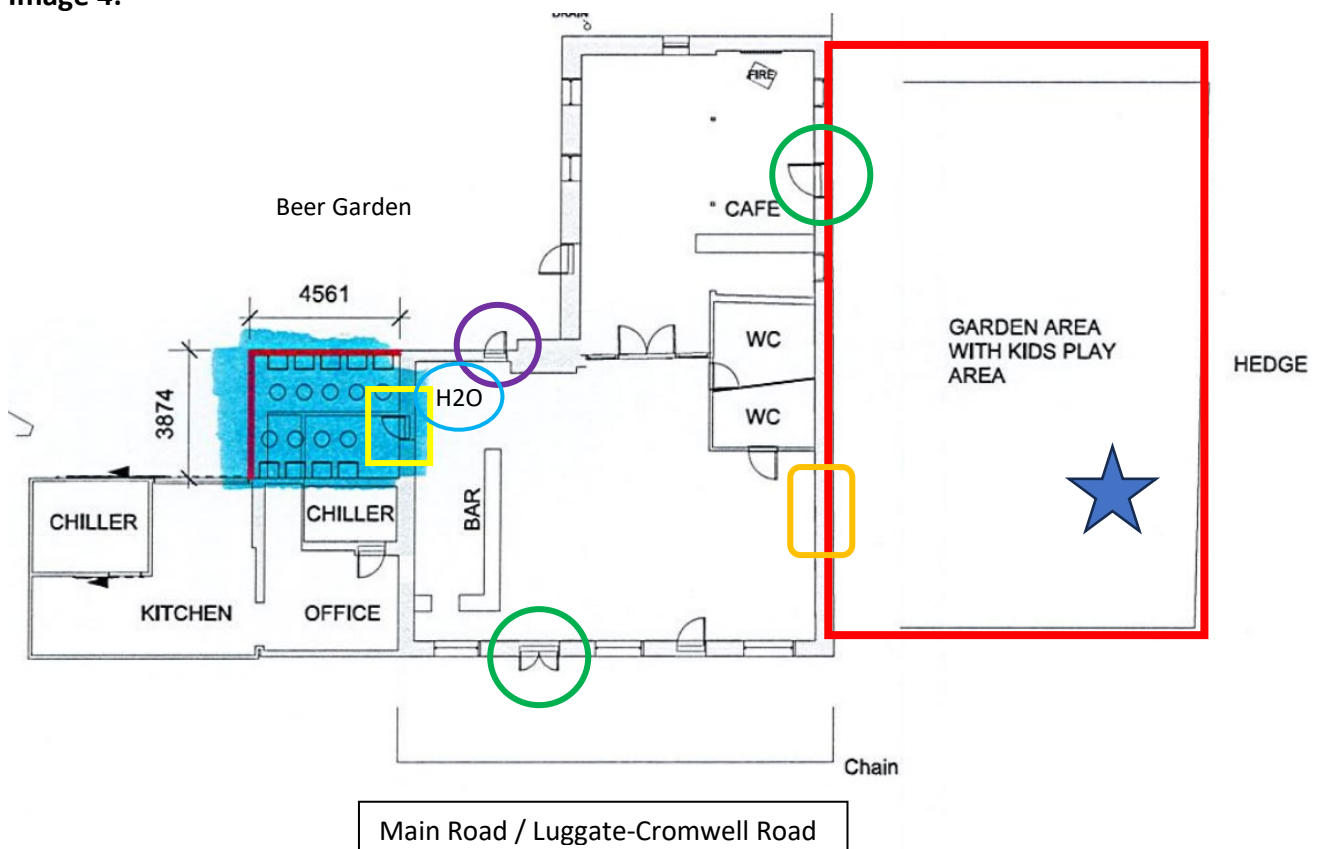 Image 4:
DRAIN
FIRE
Beer Garden
CAFE
4561
WC
GARDEN AREA
WITH KIDS PLAY
AREA
HEDGE
H2O
3874
WC
CHILLER
CHILLER
BAR
KITCHEN
OFFICE
Chain
Main Road / Luggate-Cromwell Road